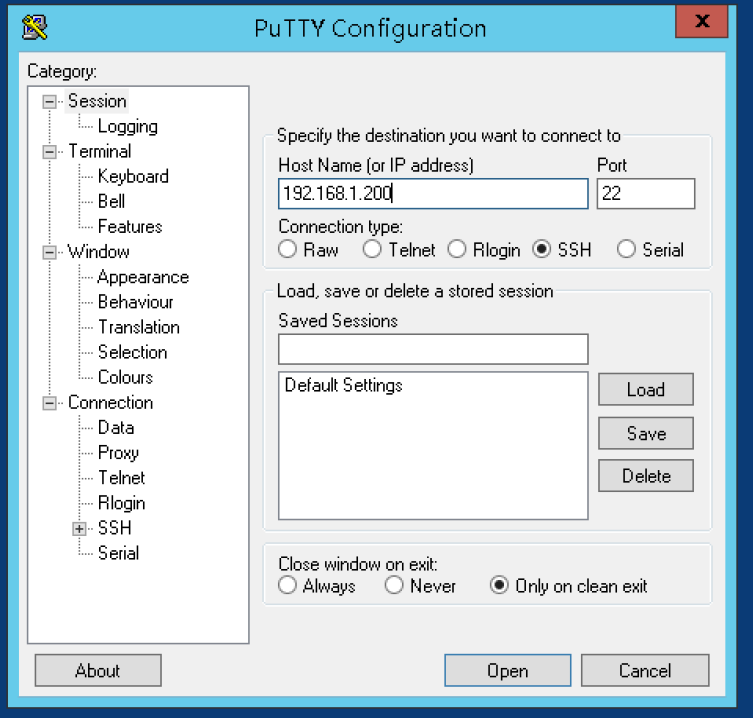 PuTTY Configuration
x
Category:
Session
Logging
Terminal
Keyboard
Bell
Features
Window
Appearance
Behaviour
Translation
Selection
Colours
Connection
Data
Proxy
Telnet
Rlogin
SSH
Serial
Specify the destination you want to connect to
Host Name (or IP address) Port
192.168.1.200 22
Connection type:
Raw Telnet Rlogin SSH Serial
Load, save or delete a stored session
Saved Sessions
Default Settings
Load
Save
Delete
Close window on exit:
Always Never Only on clean exit
About Open Cancel